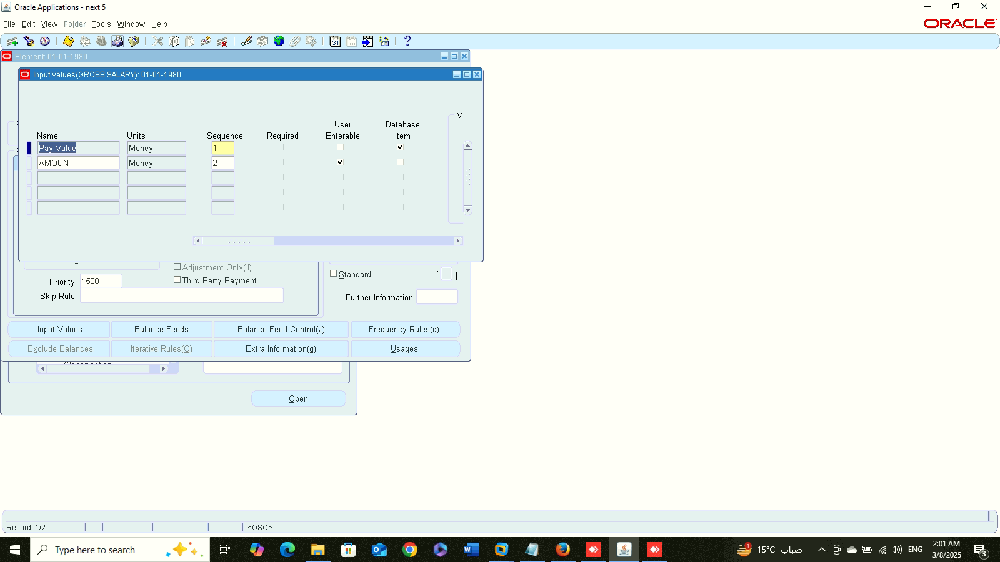 Oracle Applications - next 5
File Edit View Folder Tools Window Help
ORACLE
Element: 01-01-1980
Input Values(GROSS SALARY): 01-01-1980
V
User Database
Name Units Sequence Required Enterable Item
Pay Value Money 1
AMOUNT Money 2
Adjustment Only(J)
Standard [ ]
Priority 1500 Third Party Payment
Skip Rule Further Information
Input Values Balance Feeds Balance Feed Control(z) Frequency Rules(q)
Exclude Balances Iterative Rules(O) Extra Information(g) Usages
Classification
Open
Record: 1/2 ... <OSC>
Type here to search 1 15°C ضباب ENG 2:01 AM
3/8/2025 3